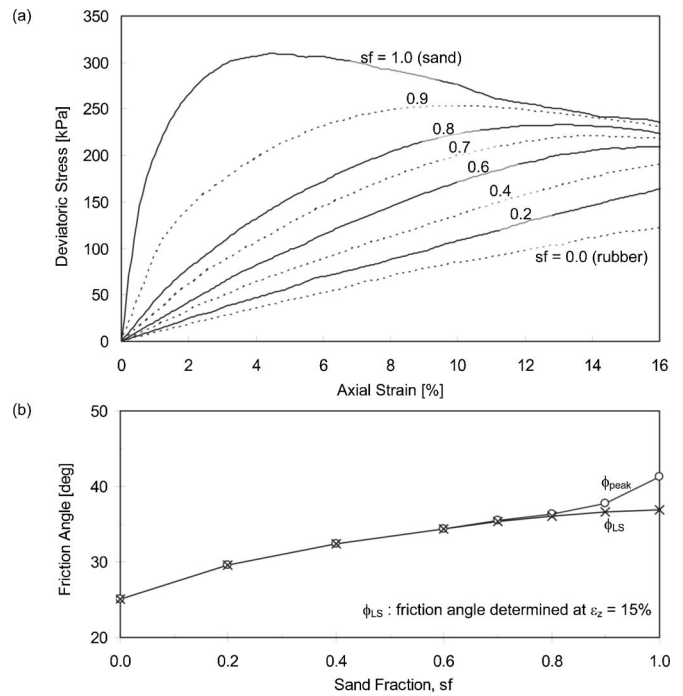 (a)
350
300
250
200
150
100
50
0
Deviatoric Stress [kPa]
sf = 1.0 (sand)
0.9
0.8
0.7
0.6
0.4
0.2
sf = 0.0 (rubber)
0 2 4 6 8 10 12 14 16
Axial Strain [%]
(b)
50
40
30
20
Friction Angle [deg]
ϕpeak
ϕLS
ϕLS : friction angle determined at εz = 15%
0.0 0.2 0.4 0.6 0.8 1.0
Sand Fraction, sf